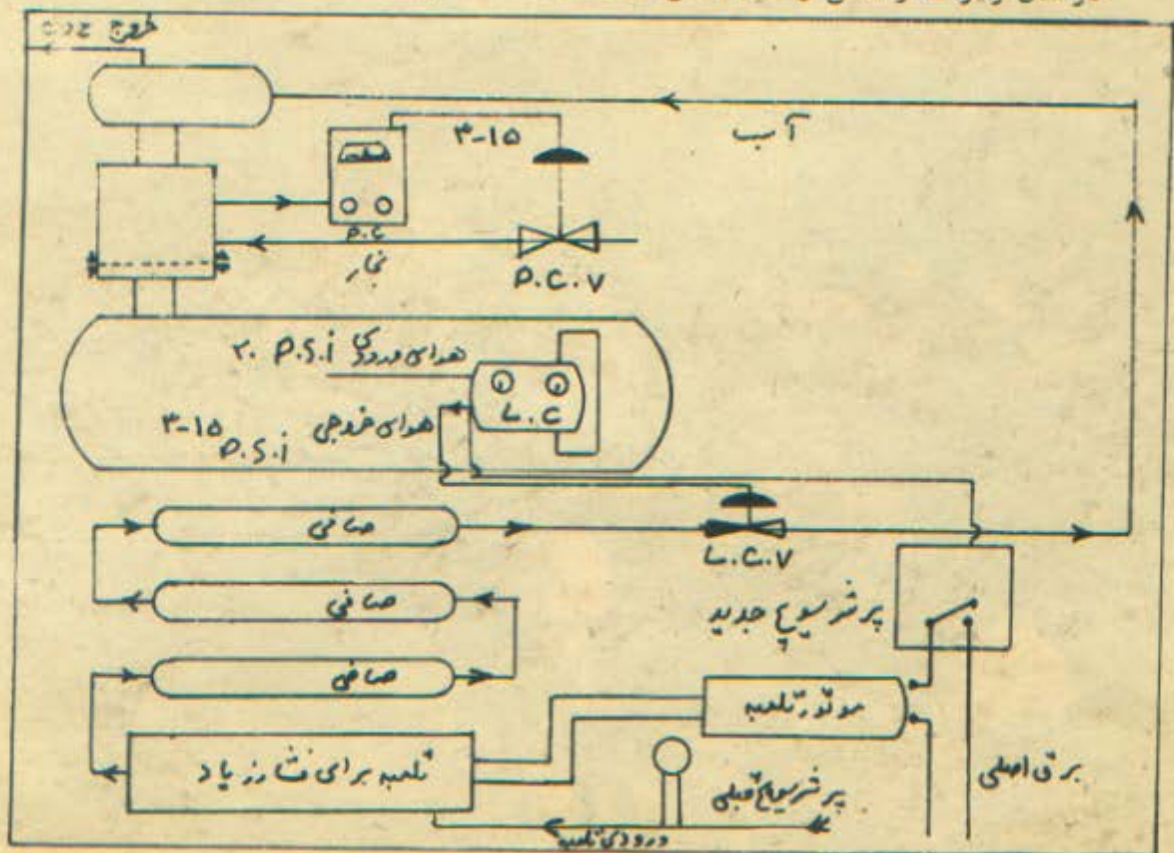 خروج
آب
۳-۱۵
P.C
بخار
P.C.V
هوای ورودی ۲۰ P.S.i
L.C
هوای خروجی
۳-۱۵
P.S.i
صافی
L.C.V
صافی
پرشر سویچ جدید
صافی
موتور تلمبه
تلمبه برای فشار زیاد
پرشر سویچ قبلی
برق اصلی
ورودی تلمبه